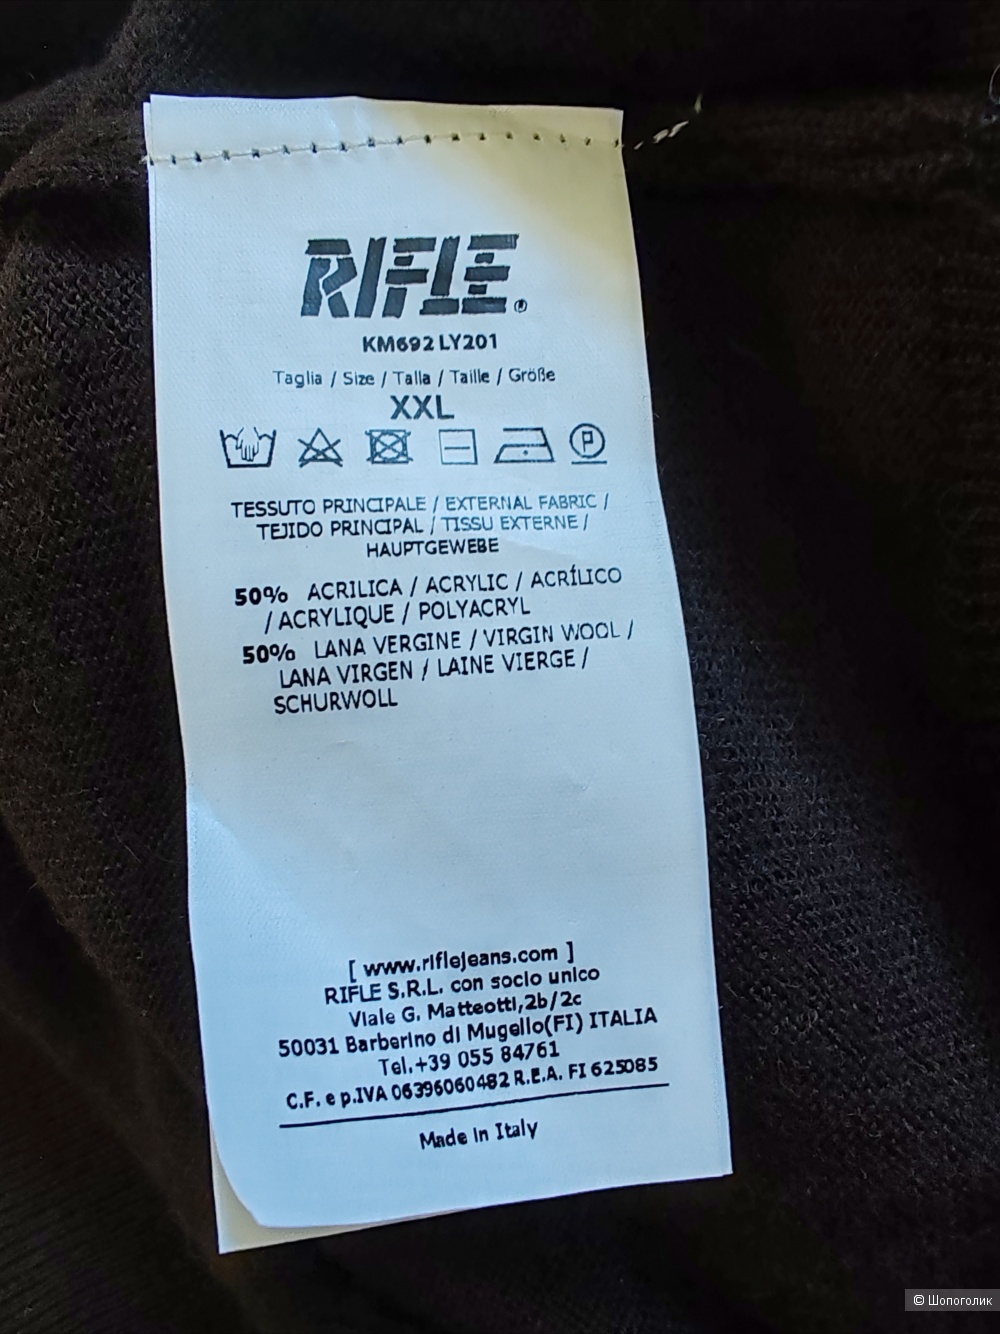 RIFLE®
KM692 LY201
Taglia / Size / Talla / Taille / Größe
XXL
P
TESSUTO PRINCIPALE / EXTERNAL FABRIC /
TEJIDO PRINCIPAL / TISSU EXTERNE /
HAUPTGEWEBE
50% ACRILICA / ACRYLIC / ACRÍLICO
/ ACRYLIQUE / POLYACRYL
50% LANA VERGINE / VIRGIN WOOL /
LANA VIRGEN / LAINE VIERGE /
SCHURWOLL
[ www.riflejeans.com ]
RIFLE S.R.L. con socio unico
Viale G. Matteotti,2b/2c
50031 Barberino di Mugello(FI) ITALIA
Tel.+39 055 84761
C.F. e p.IVA 06396060482 R.E.A. FI 625085
Made in Italy
© Шопоголик